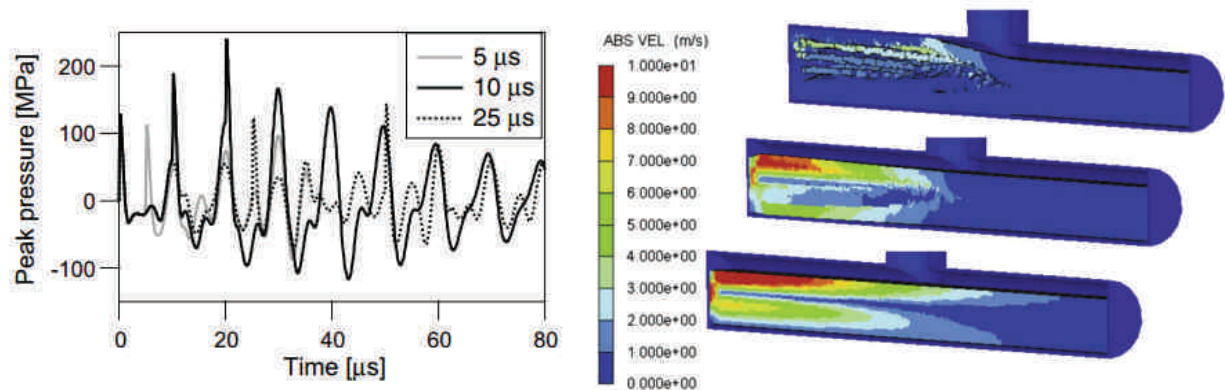 Peak pressure [MPa]
200
100
0
-100
0
20
40
60
80
Time [μs]
5 μs
10 μs
25 μs
ABS VEL (m/s)
1.000e+01
9.000e+00
8.000e+00
7.000e+00
6.000e+00
5.000e+00
4.000e+00
3.000e+00
2.000e+00
1.000e+00
0.000e+00